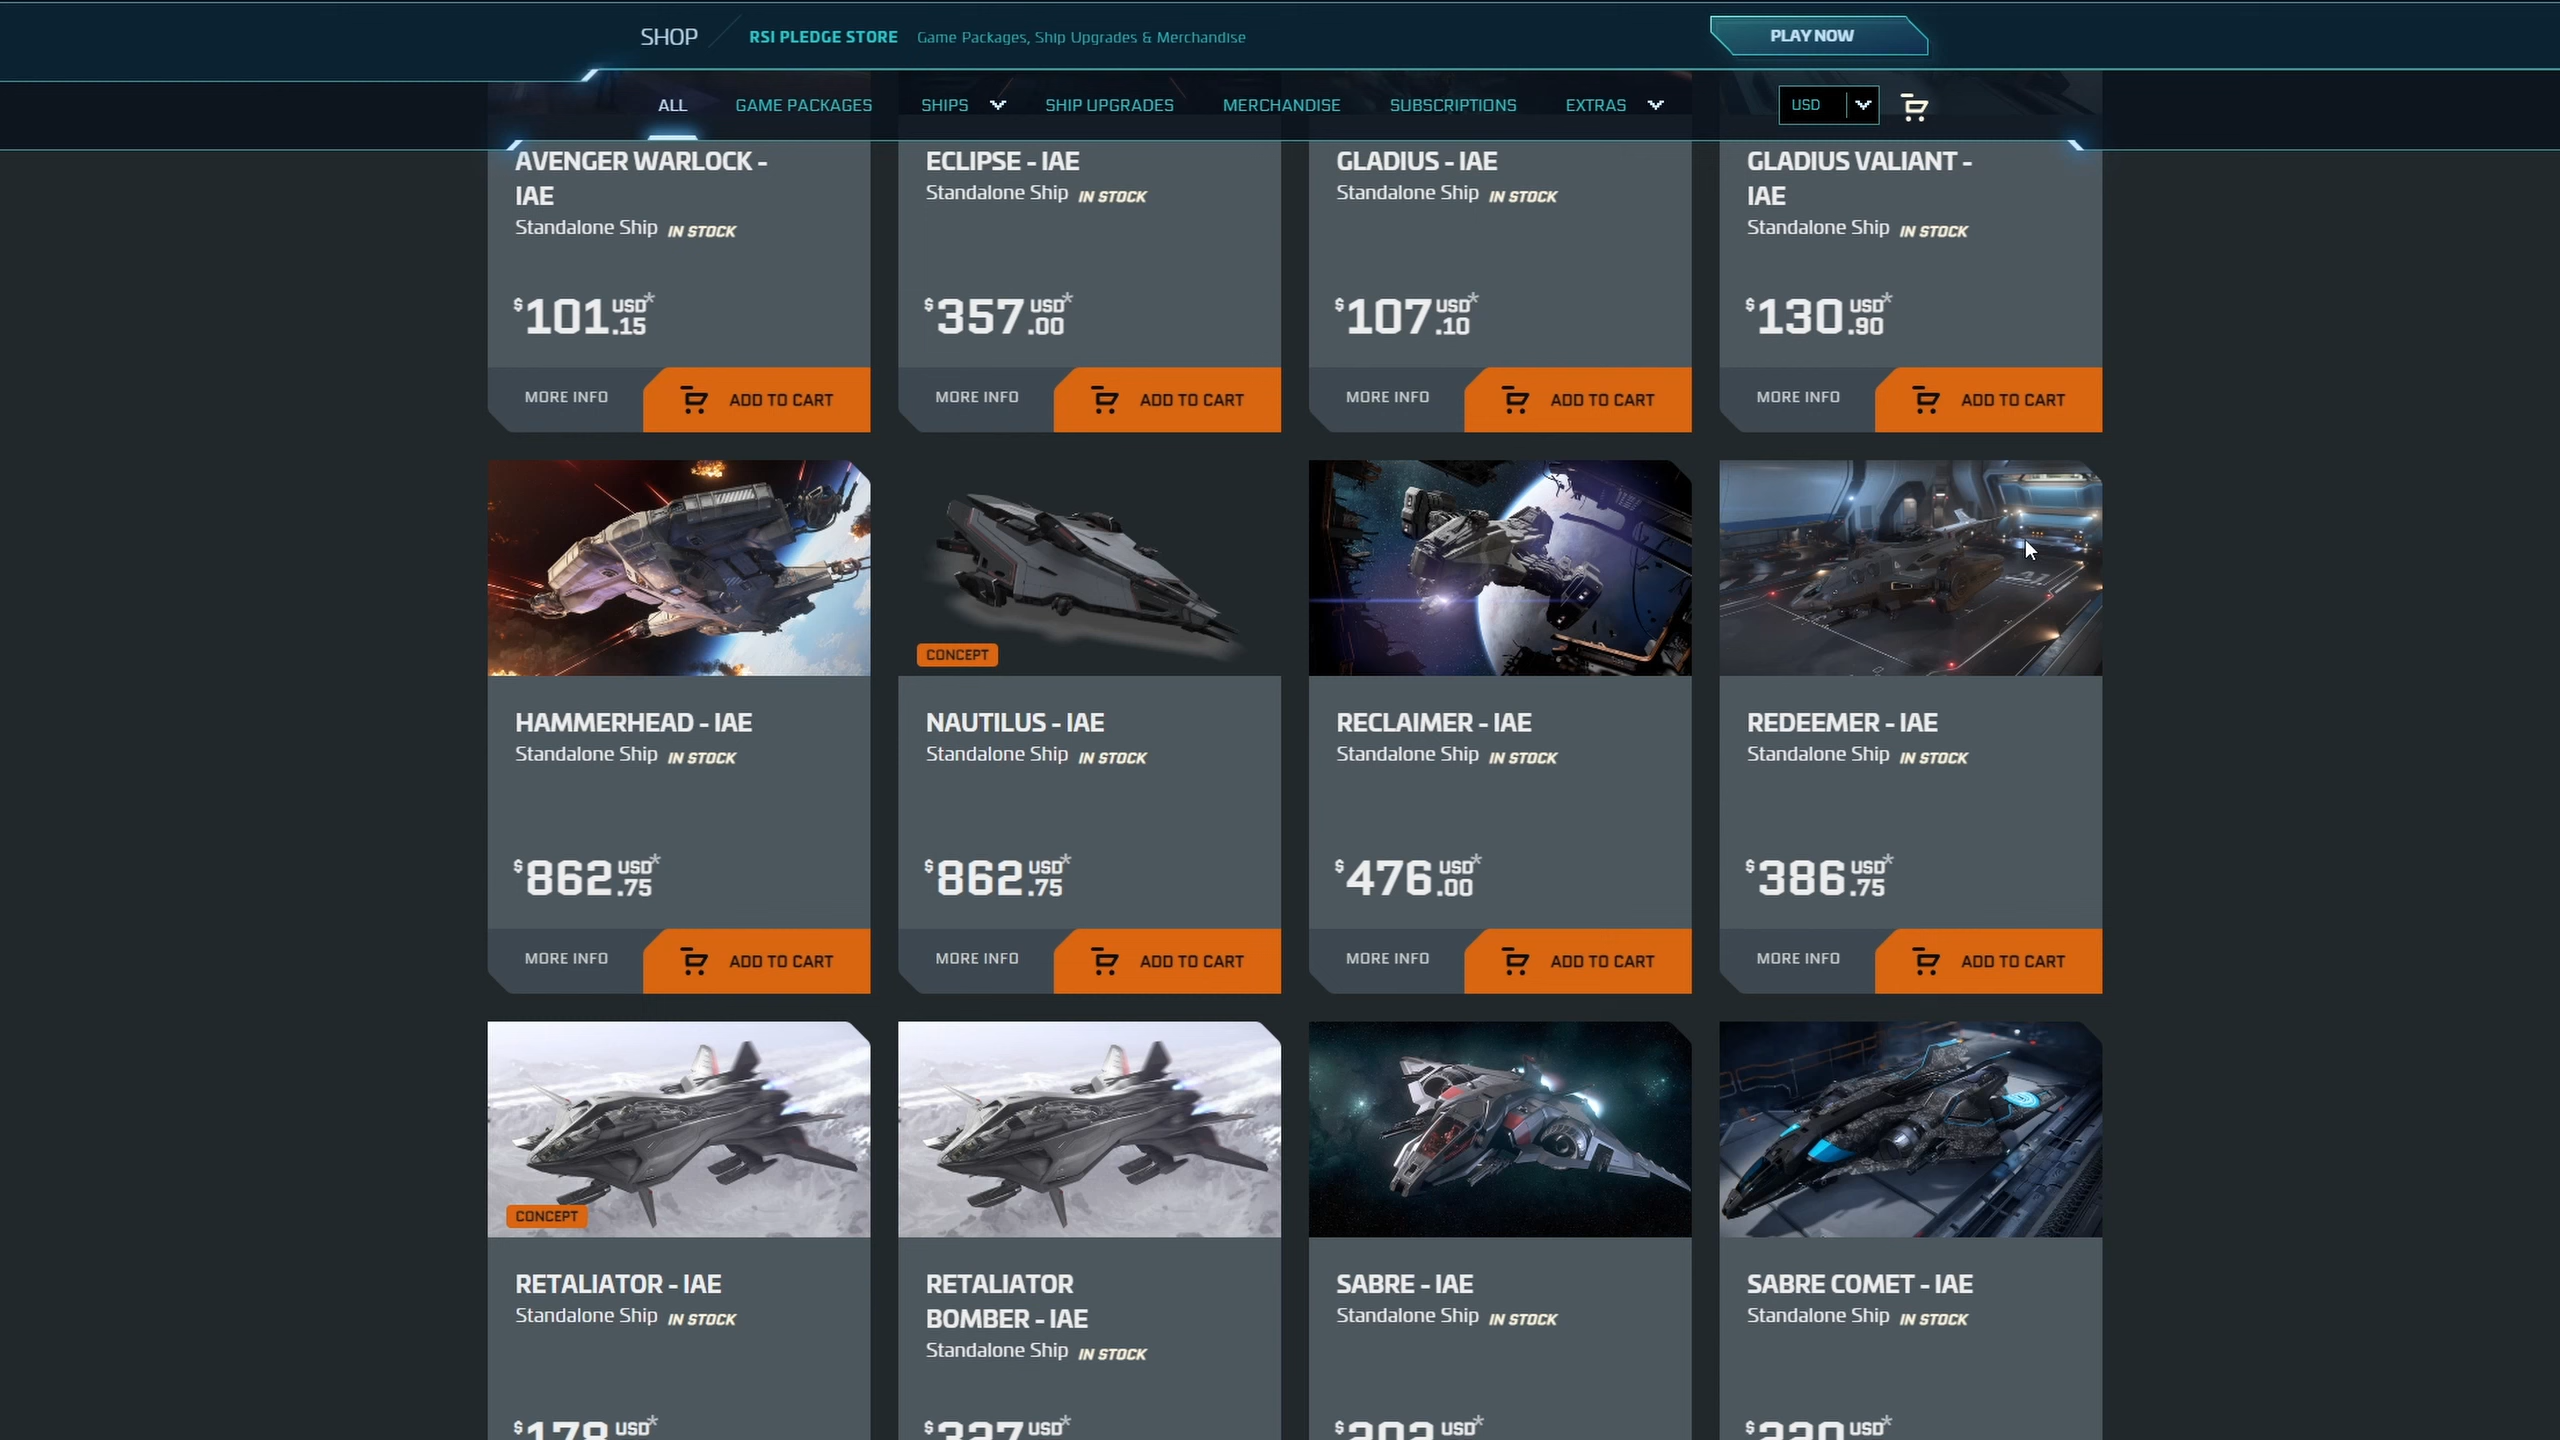 SHOP
RSI PLEDGE STORE Game Packages, Ship Upgrades & Merchandise
PLAY NOW
ALL GAME PACKAGES SHIPS SHIP UPGRADES MERCHANDISE SUBSCRIPTIONS EXTRAS USD
AVENGER WARLOCK -
IAE
Standalone Ship IN STOCK
$101.15 USD*
MORE INFO ADD TO CART
ECLIPSE - IAE
Standalone Ship IN STOCK
$357.00 USD*
MORE INFO ADD TO CART
GLADIUS - IAE
Standalone Ship IN STOCK
$107.10 USD*
MORE INFO ADD TO CART
GLADIUS VALIANT -
IAE
Standalone Ship IN STOCK
$130.90 USD*
MORE INFO ADD TO CART
HAMMERHEAD - IAE
Standalone Ship IN STOCK
$862.75 USD*
MORE INFO ADD TO CART
CONCEPT
NAUTILUS - IAE
Standalone Ship IN STOCK
$862.75 USD*
MORE INFO ADD TO CART
RECLAIMER - IAE
Standalone Ship IN STOCK
$476.00 USD*
MORE INFO ADD TO CART
REDEEMER - IAE
Standalone Ship IN STOCK
$386.75 USD*
MORE INFO ADD TO CART
CONCEPT
RETALIATOR - IAE
Standalone Ship IN STOCK
$178 USD*
RETALIATOR
BOMBER - IAE
Standalone Ship IN STOCK
$327 USD*
SABRE - IAE
Standalone Ship IN STOCK
$202 USD*
SABRE COMET - IAE
Standalone Ship IN STOCK
$ USD*